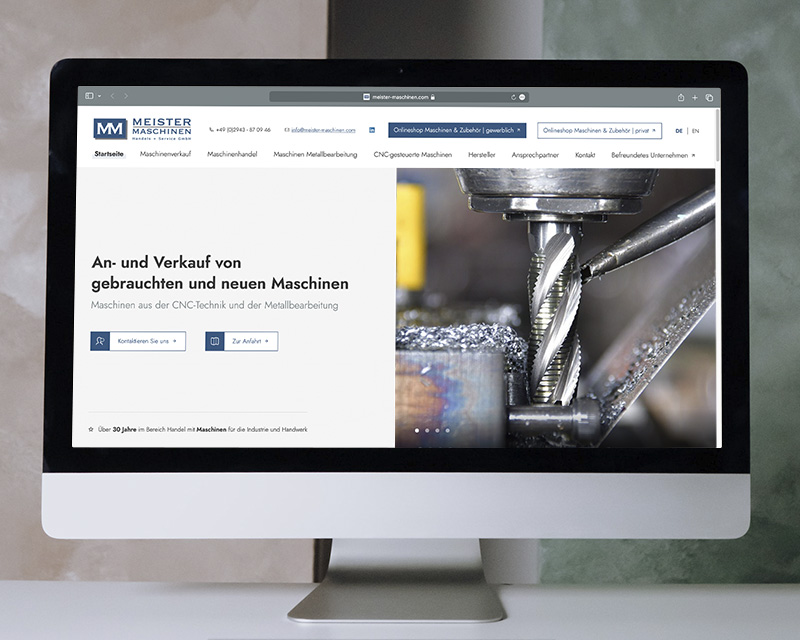 meister-maschinen.com
MM MEISTER
MASCHINEN
Handels + Service GmbH
+49 (0)2943 - 87 09 46
info@meister-maschinen.com
Onlineshop Maschinen & Zubehör | gewerblich
Onlineshop Maschinen & Zubehör | privat
DE | EN
Startseite Maschinenverkauf Maschinenhandel Maschinen Metallbearbeitung CNC-gesteuerte Maschinen Hersteller Ansprechpartner Kontakt Befreundetes Unternehmen
An- und Verkauf von
gebrauchten und neuen Maschinen
Maschinen aus der CNC-Technik und der Metallbearbeitung
Kontaktieren Sie uns
Zur Anfahrt
Über 30 Jahre im Bereich Handel mit Maschinen für die Industrie und Handwerk